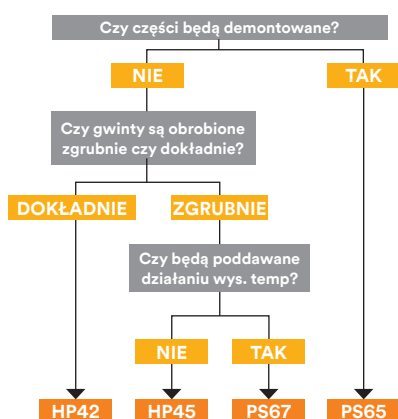 Czy części będą demontowane?
NIE
TAK
Czy gwinty są obrobione
zgrubnie czy dokładnie?
DOKŁADNIE
ZGRUBNIE
Czy będą poddawane
działaniu wys. temp?
NIE
TAK
HP42
HP45
PS67
PS65